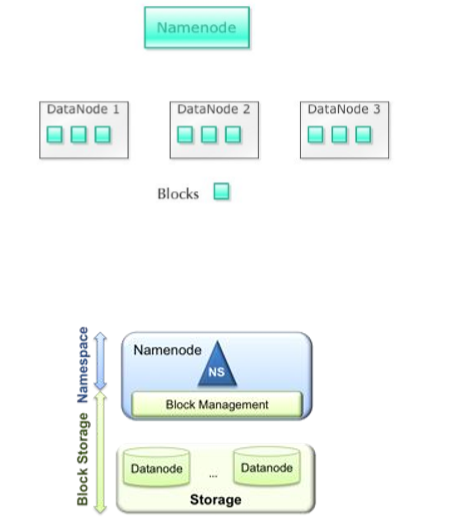 Namenode
DataNode 1
DataNode 2
DataNode 3
Blocks
Namespace
Block Storage
Namenode
NS
Block Management
Datanode
...
Datanode
Storage